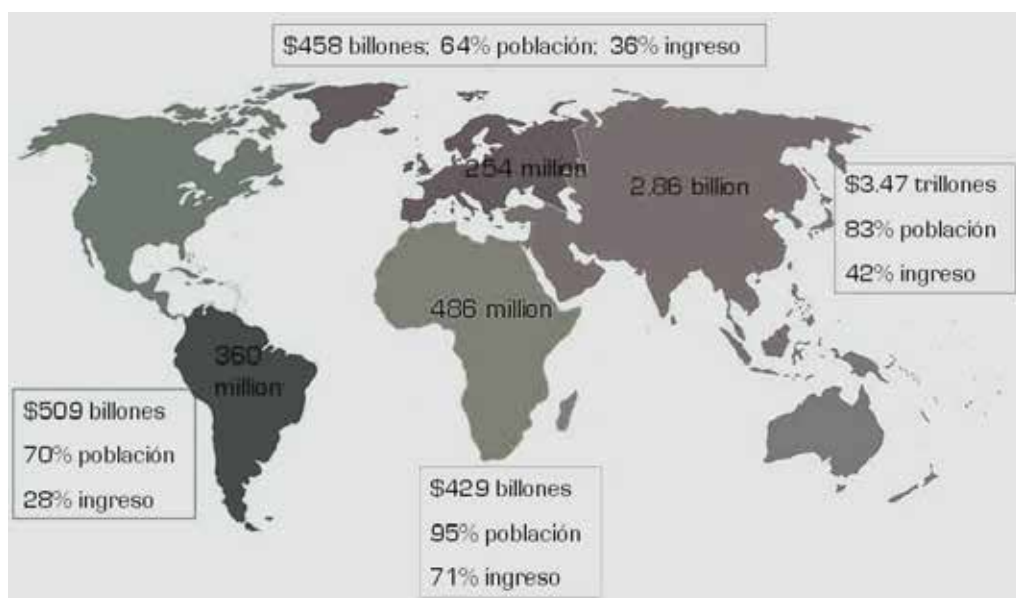 $458 billones; 64% población; 36% ingreso
254 million
2.86 billion
$3.47 trillones
83% población
42% ingreso
486 million
360
million
$509 billones
70% población
28% ingreso
$429 billones
95% población
71% ingreso